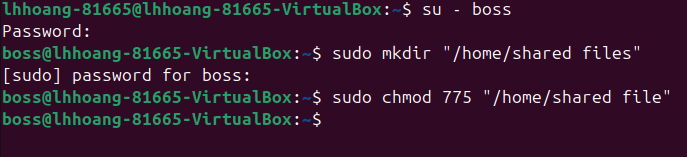 lhhoang-81665@lhhoang-81665-VirtualBox:~$ su - boss
Password:
boss@lhhoang-81665-VirtualBox:~$ sudo mkdir "/home/shared files"
[sudo] password for boss:
boss@lhhoang-81665-VirtualBox:~$ sudo chmod 775 "/home/shared file"
boss@lhhoang-81665-VirtualBox:~$